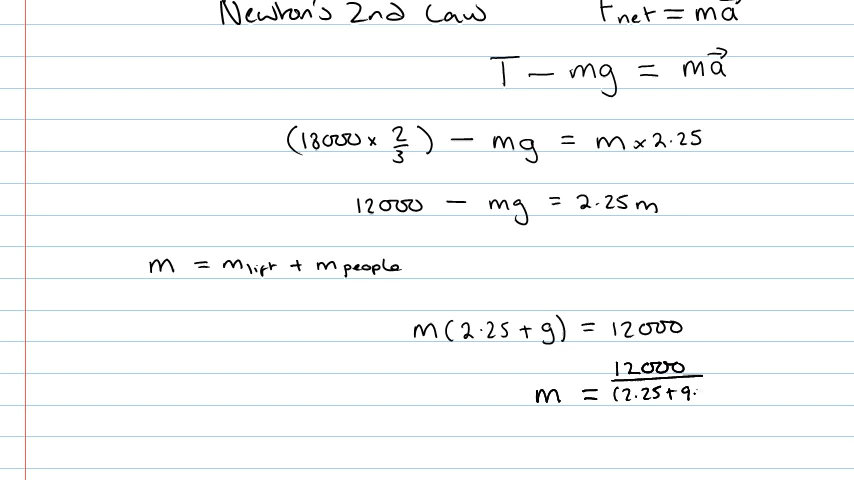 Newton's 2nd Law Fnet = ma⃗
T - mg = ma⃗
(18000 x 2/3) - mg = m x 2.25
12000 - mg = 2.25m
m = mlift + mpeople
m(2.25 + g) = 12000
m = 12000/(2.25+9.